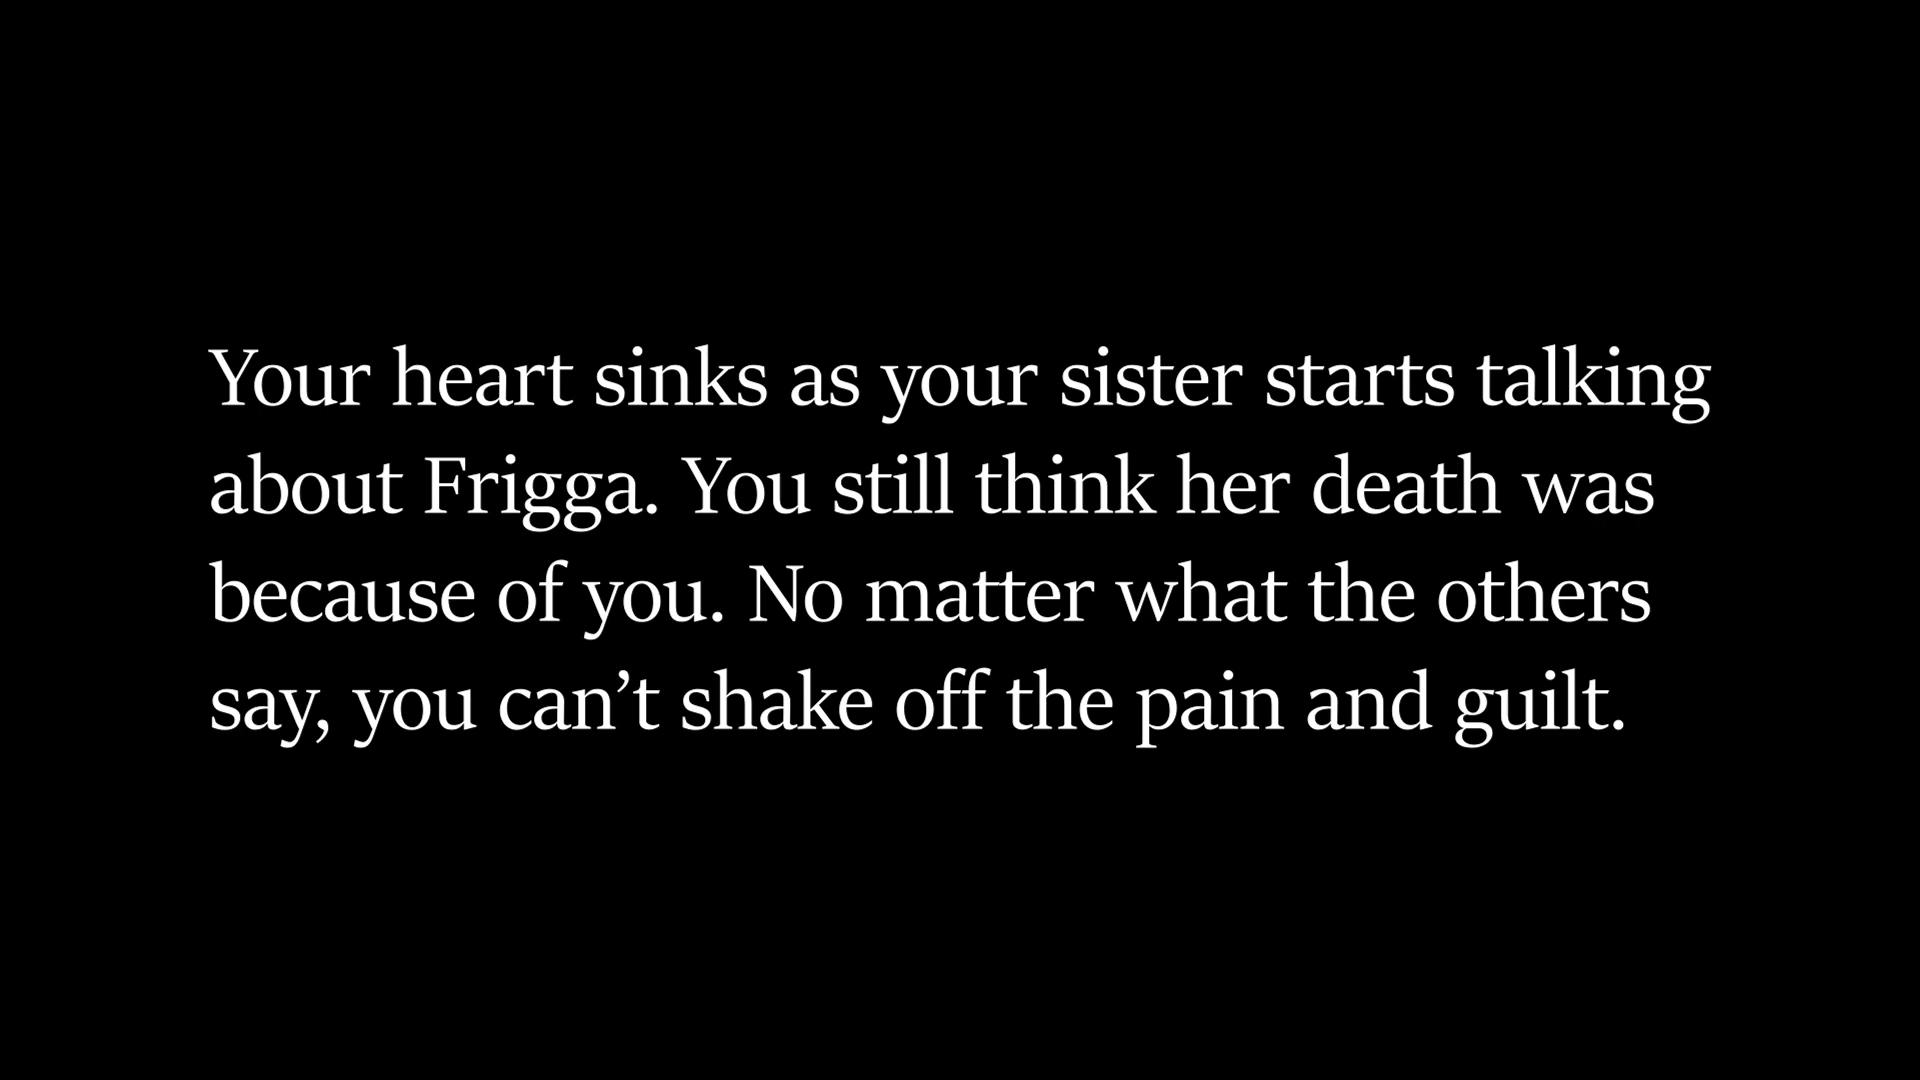 Your heart sinks as your sister starts talking
about Frigga. You still think her death was
because of you. No matter what the others
say, you can’t shake off the pain and guilt.